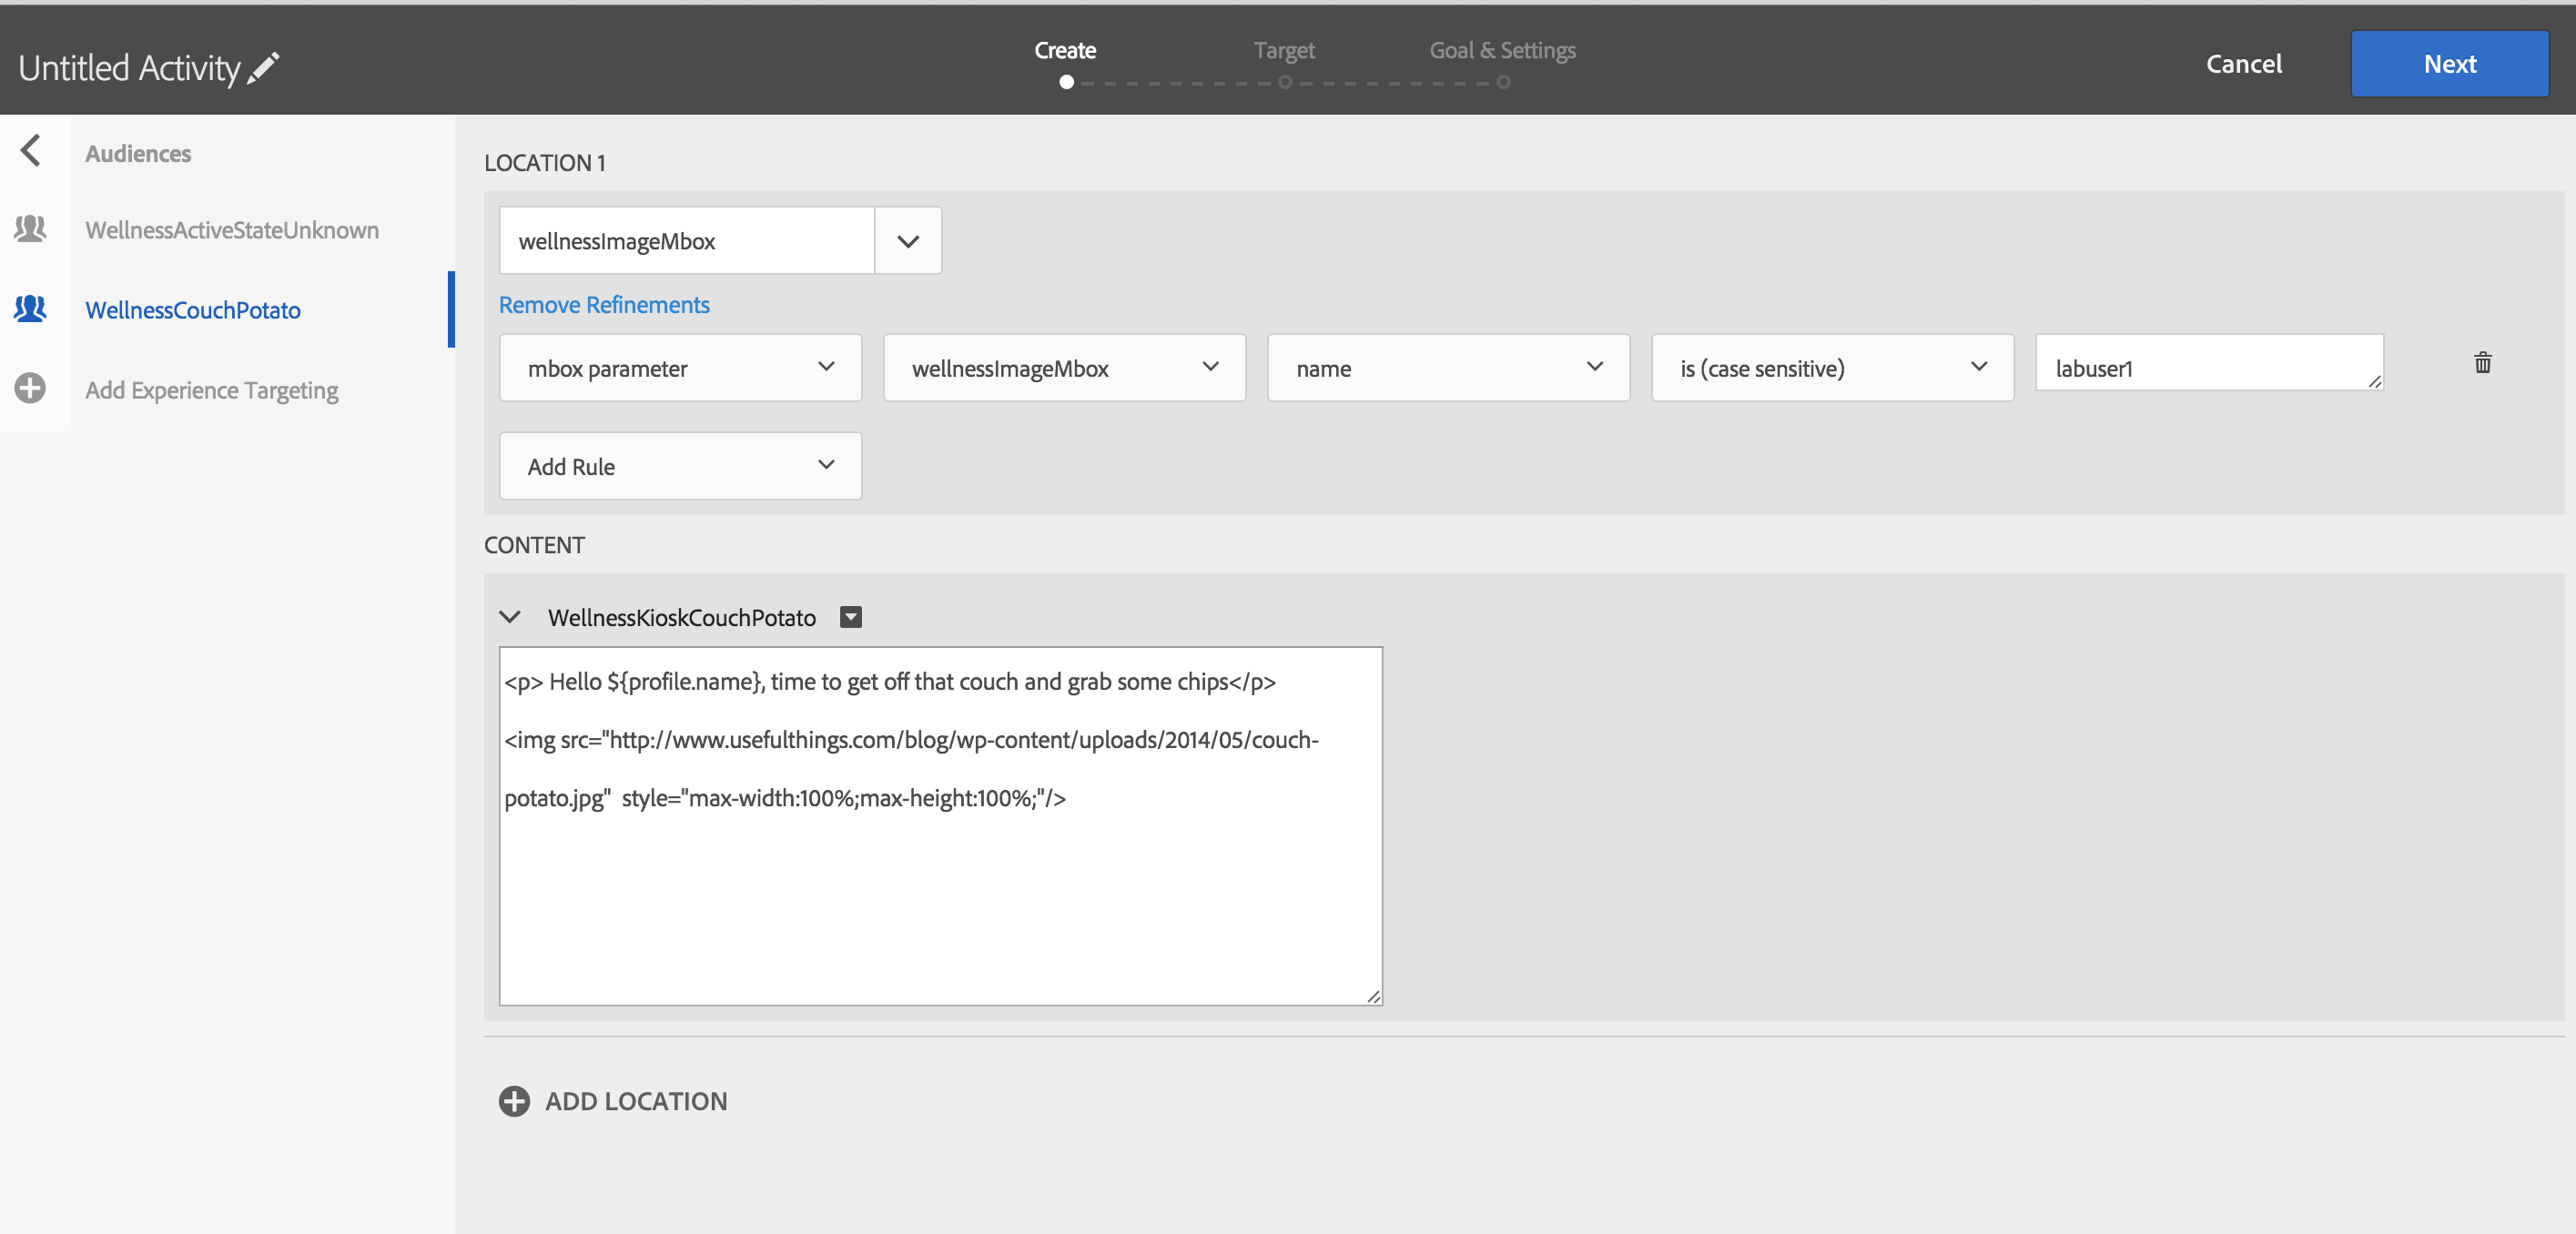 Untitled Activity
Create
Target
Goal & Settings
Cancel
Next
Audiences
WellnessActiveStateUnknown
WellnessCouchPotato
Add Experience Targeting
LOCATION 1
wellnessImageMbox
Remove Refinements
mbox parameter
wellnessImageMbox
name
is (case sensitive)
labuser1
Add Rule
CONTENT
WellnessKioskCouchPotato
<p> Hello ${profile.name}, time to get off that couch and grab some chips</p>
<img src="http://www.usefulthings.com/blog/wp-content/uploads/2014/05/couch-
potato.jpg"  style="max-width:100%;max-height:100%;"/>
ADD LOCATION